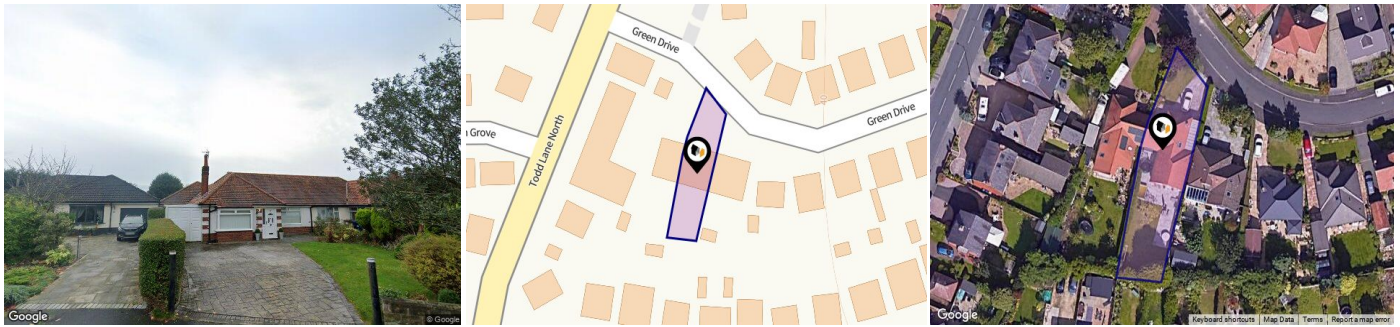 Google
© Google
Green Drive
Green Drive
Todd Lane North
n Grove
Google
Keyboard shortcuts Map Data Terms Report a map error